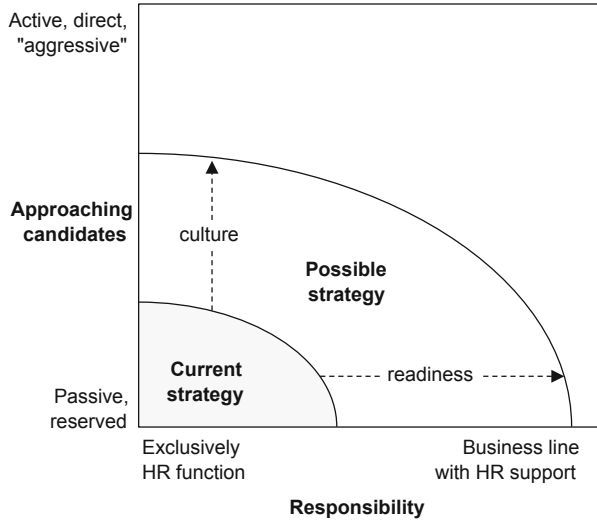 Active, direct,
"aggressive"
Approaching
candidates
culture
Possible
strategy
Current
strategy
readiness
Passive,
reserved
Exclusively
HR function
Business line
with HR support
Responsibility